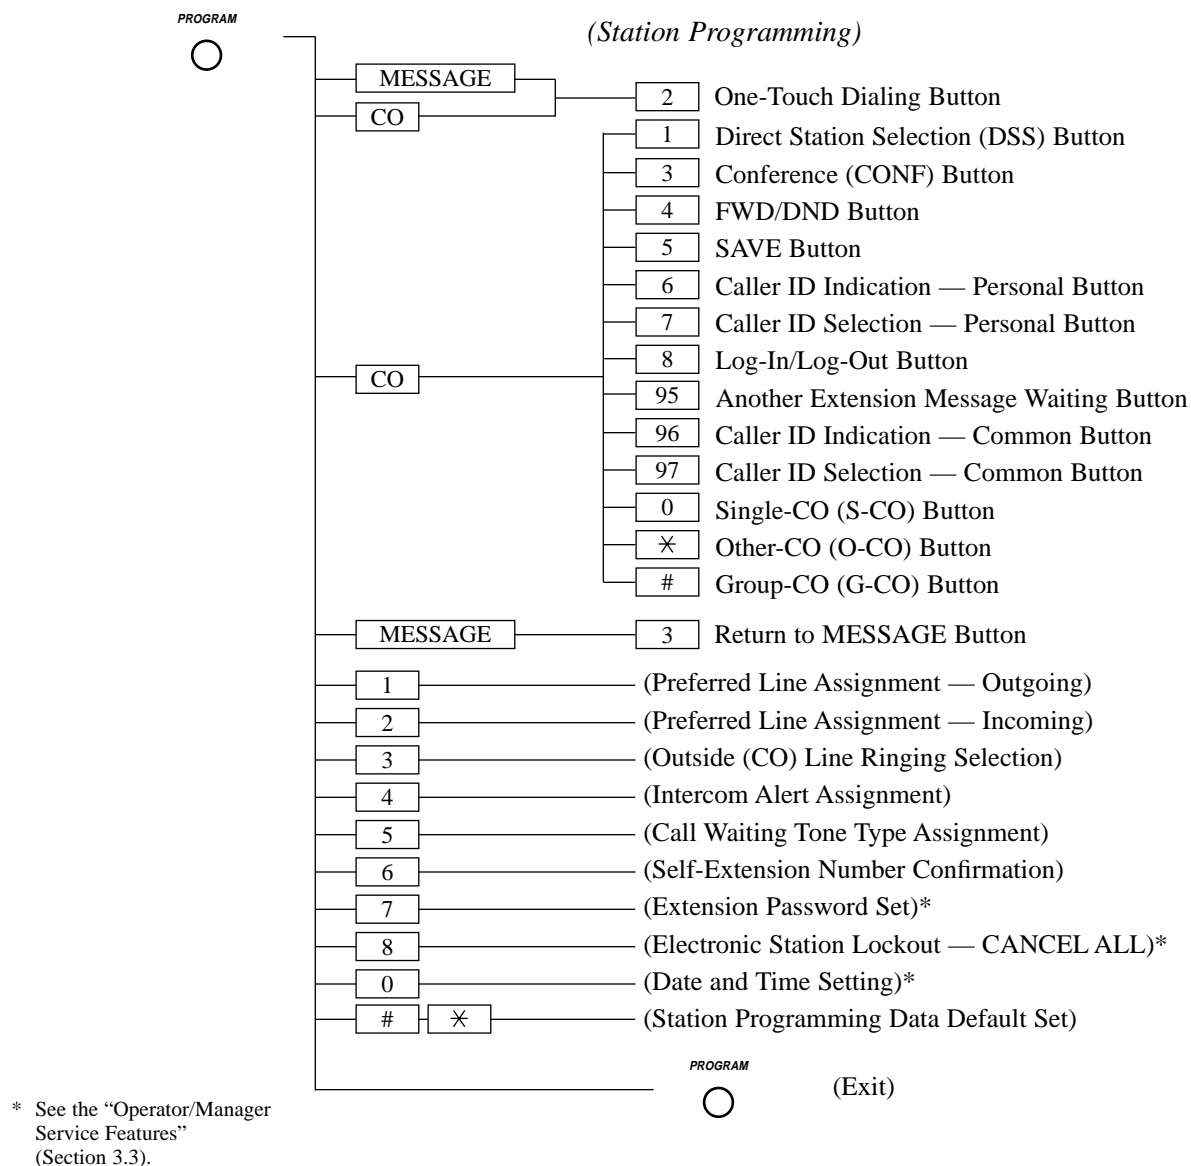 PROGRAM
(Station Programming)
MESSAGE
CO
2 One-Touch Dialing Button
1 Direct Station Selection (DSS) Button
3 Conference (CONF) Button
4 FWD/DND Button
5 SAVE Button
6 Caller ID Indication — Personal Button
7 Caller ID Selection — Personal Button
8 Log-In/Log-Out Button
CO
95 Another Extension Message Waiting Button
96 Caller ID Indication — Common Button
97 Caller ID Selection — Common Button
0 Single-CO (S-CO) Button
* Other-CO (O-CO) Button
# Group-CO (G-CO) Button
MESSAGE 3 Return to MESSAGE Button
1 (Preferred Line Assignment — Outgoing)
2 (Preferred Line Assignment — Incoming)
3 (Outside (CO) Line Ringing Selection)
4 (Intercom Alert Assignment)
5 (Call Waiting Tone Type Assignment)
6 (Self-Extension Number Confirmation)
7 (Extension Password Set)*
8 (Electronic Station Lockout — CANCEL ALL)*
0 (Date and Time Setting)*
# * (Station Programming Data Default Set)
PROGRAM
(Exit)
* See the “Operator/Manager
Service Features”
(Section 3.3).